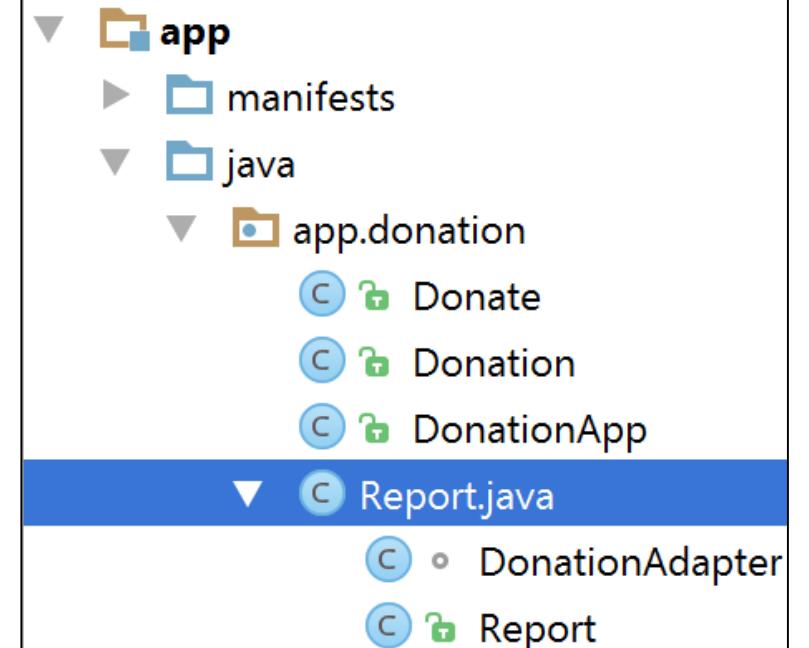 app
manifests
java
app.donation
C Donate
C Donation
C DonationApp
C Report.java
C DonationAdapter
C Report